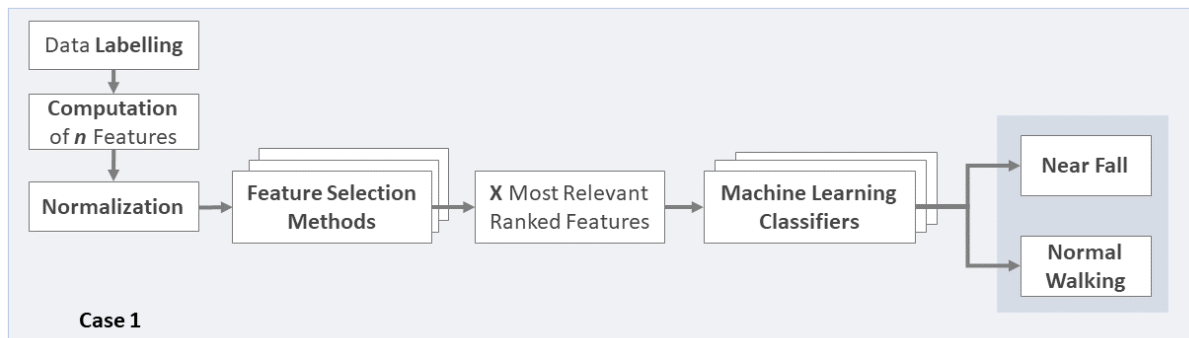 Data Labelling
Computation
of n Features
Normalization
Feature Selection
Methods
X Most Relevant
Ranked Features
Machine Learning
Classifiers
Near Fall
Normal
Walking
Case 1